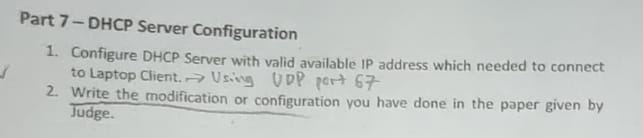 Part 7 – DHCP Server Configuration
1. Configure DHCP Server with valid available IP address which needed to connect
to Laptop Client. → Using UDP port 67
2. Write the modification or configuration you have done in the paper given by
Judge.